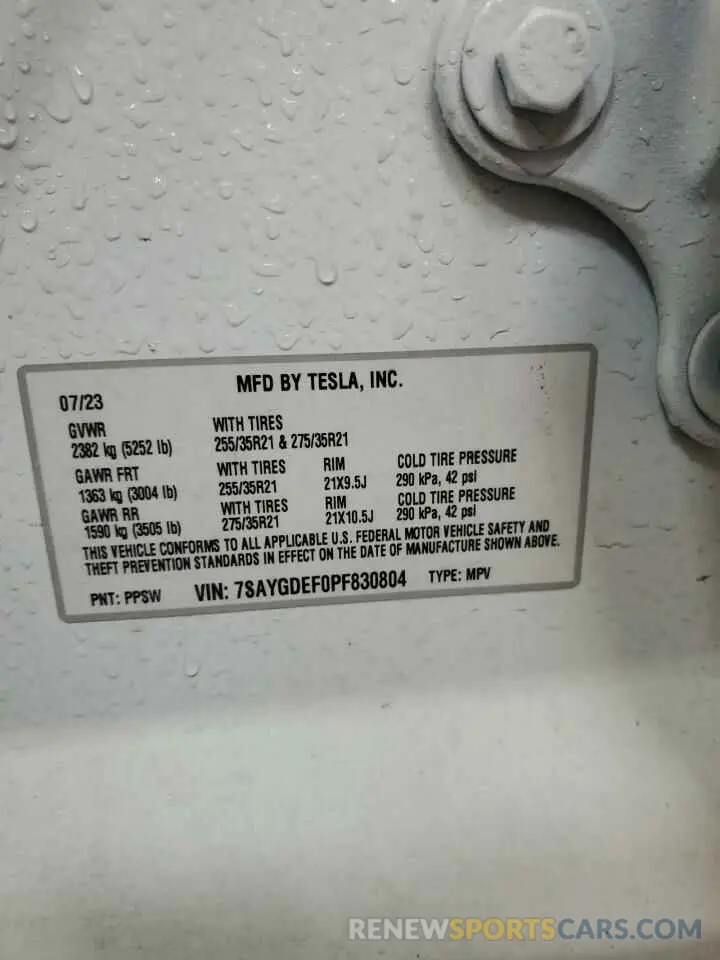 MFD BY TESLA, INC.
07/23
GVWR WITH TIRES
2382 kg (5252 lb) 255/35R21 & 275/35R21
GAWR FRT WITH TIRES RIM COLD TIRE PRESSURE
1363 kg (3004 lb) 255/35R21 21X9.5J 290 kPa, 42 psi
GAWR RR WITH TIRES RIM COLD TIRE PRESSURE
1590 kg (3505 lb) 275/35R21 21X10.5J 290 kPa, 42 psi
THIS VEHICLE CONFORMS TO ALL APPLICABLE U.S. FEDERAL MOTOR VEHICLE SAFETY AND
THEFT PREVENTION STANDARDS IN EFFECT ON THE DATE OF MANUFACTURE SHOWN ABOVE.
PNT: PPSW VIN: 7SAYGDEF0PF830804 TYPE: MPV
RENEWSPORTSCARS.COM